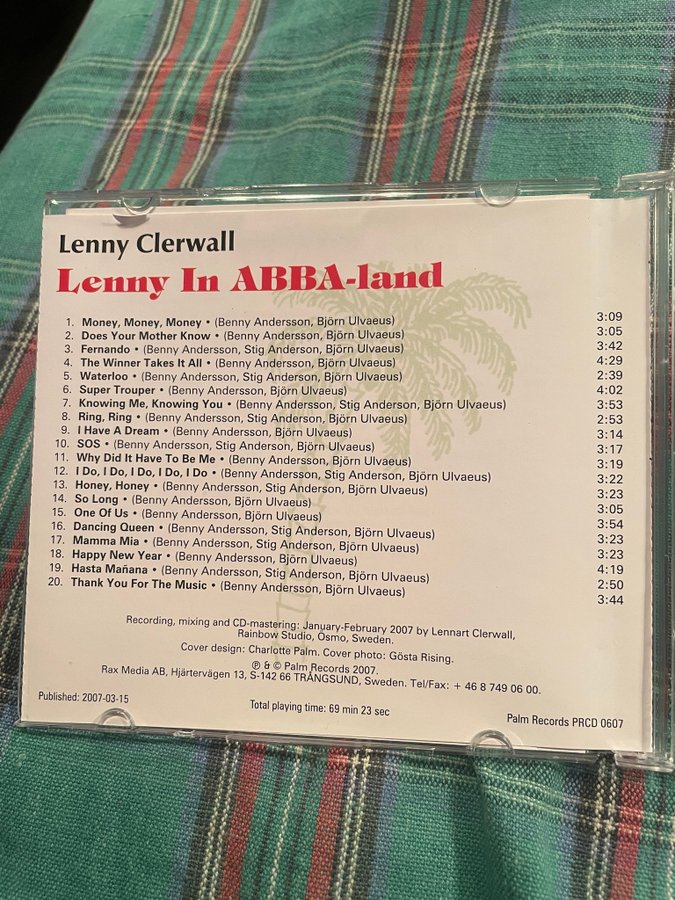 Lenny Clerwall
Lenny In ABBA-land
1. Money, Money, Money • (Benny Andersson, Björn Ulvaeus) 3:09
2. Does Your Mother Know • (Benny Andersson, Björn Ulvaeus) 3:05
3. Fernando • (Benny Andersson, Stig Anderson, Björn Ulvaeus) 3:42
4. The Winner Takes It All • (Benny Andersson, Björn Ulvaeus) 4:29
5. Waterloo • (Benny Andersson, Stig Anderson, Björn Ulvaeus) 2:39
6. Super Trouper • (Benny Andersson, Björn Ulvaeus) 4:02
7. Knowing Me, Knowing You • (Benny Andersson, Stig Anderson, Björn Ulvaeus) 3:53
8. Ring, Ring • (Benny Andersson, Stig Anderson, Björn Ulvaeus) 2:53
9. I Have A Dream • (Benny Andersson, Björn Ulvaeus) 3:14
10. SOS • (Benny Andersson, Stig Anderson, Björn Ulvaeus) 3:17
11. Why Did It Have To Be Me • (Benny Andersson, Björn Ulvaeus) 3:19
12. I Do, I Do, I Do, I Do, I Do • (Benny Andersson, Stig Anderson, Björn Ulvaeus) 3:22
13. Honey, Honey • (Benny Andersson, Stig Anderson, Björn Ulvaeus) 3:23
14. So Long • (Benny Andersson, Björn Ulvaeus) 3:05
15. One Of Us • (Benny Andersson, Björn Ulvaeus) 3:54
16. Dancing Queen • (Benny Andersson, Stig Anderson, Björn Ulvaeus) 3:23
17. Mamma Mia • (Benny Andersson, Stig Anderson, Björn Ulvaeus) 3:23
18. Happy New Year • (Benny Andersson, Björn Ulvaeus) 4:19
19. Hasta Mañana • (Benny Andersson, Stig Anderson, Björn Ulvaeus) 2:50
20. Thank You For The Music • (Benny Andersson, Björn Ulvaeus) 3:44
Recording, mixing and CD-mastering: January-February 2007 by Lennart Clerwall,
Rainbow Studio, Ösmo, Sweden.
Cover design: Charlotte Palm. Cover photo: Gösta Rising.
℗ & © Palm Records 2007.
Rax Media AB, Hjärtervägen 13, S-142 66 TRÅNGSUND, Sweden. Tel/Fax: + 46 8 749 06 00.
Published: 2007-03-15
Total playing time: 69 min 23 sec
Palm Records PRCD 0607